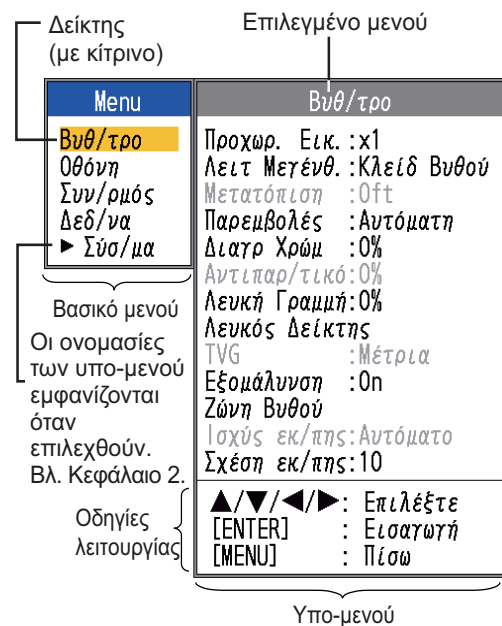 Δείκτης
(με κίτρινο)
Επιλεγμένο μενού
Menu
Βυθ/τρο
Οθόνη
Συν/ρμός
Δεδ/να
▶ Σύσ/μα
Βασικό μενού
Οι ονομασίες
των υπο-μενού
εμφανίζονται
όταν
επιλεχθούν.
Βλ. Κεφάλαιο 2.
Βυθ/τρο
Προχωρ. Εικ.:x1
Λειτ Μεγένθ.:Κλείδ Βυθού
Μετατόπιση :0ft
Παρεμβολές :Αυτόματη
Διαγρ Χρώμ :0%
Αντιπαρ/τικό:0%
Λευκή Γραμμή:0%
Λευκός Δείκτης
TVG :Μέτρια
Εξομάλυνση :On
Ζώνη Βυθού
Ισχύς εκ/πης:Αυτόματο
Σχέση εκ/πης:10
Οδηγίες
λειτουργίας
▲/▼/◀/▶: Επιλέξτε
[ENTER] : Εισαγωγή
[MENU] : Πίσω
Υπο-μενού